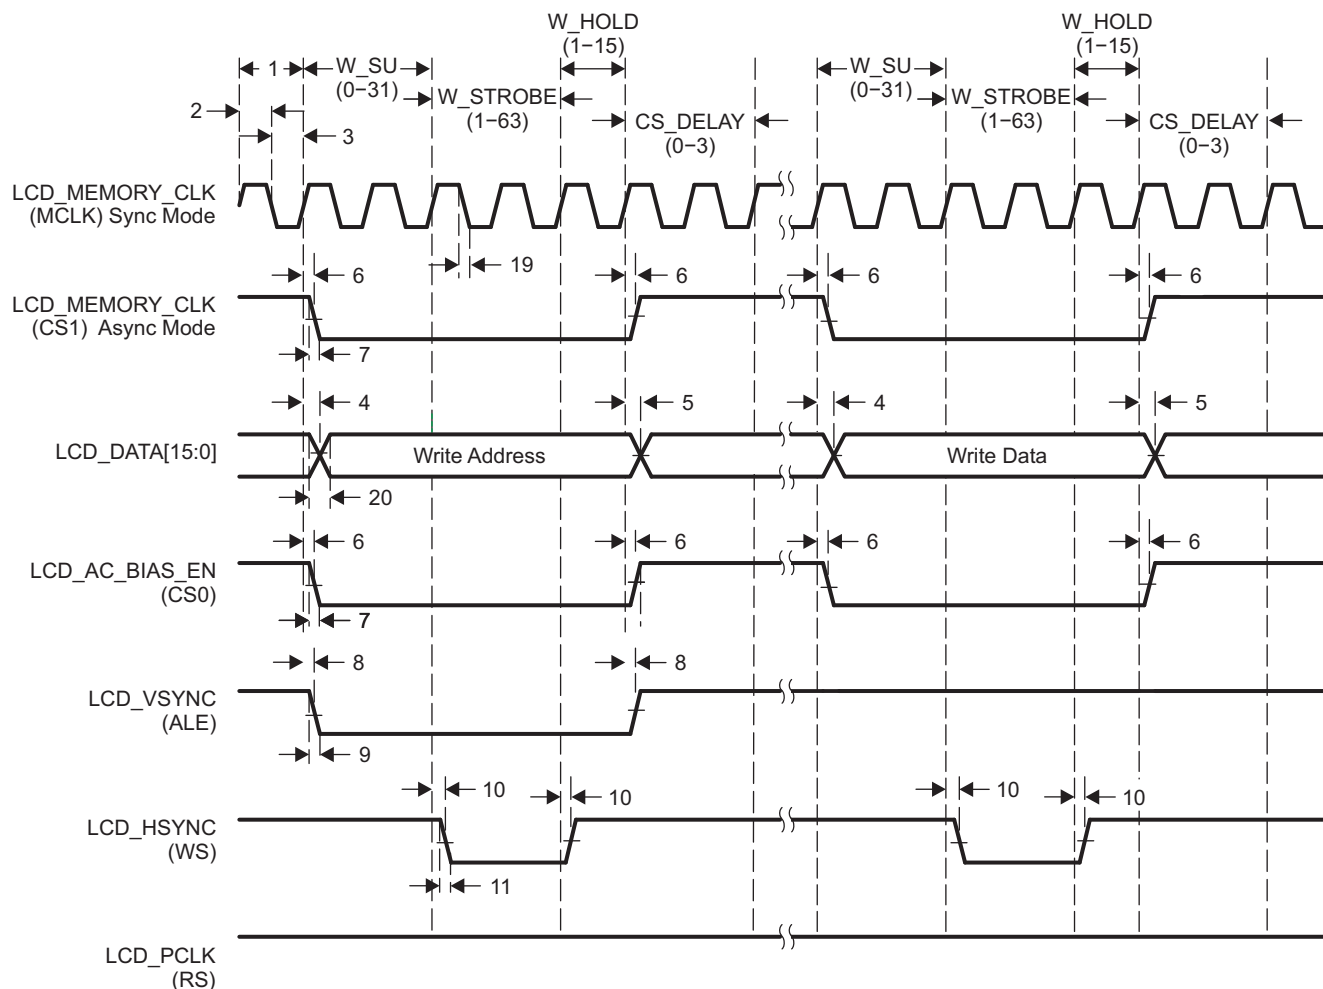 W_HOLD
(1−15)
W_HOLD
(1−15)
1
W_SU
(0−31)
W_SU
(0−31)
2
W_STROBE
(1−63)
W_STROBE
(1−63)
3
CS_DELAY
(0−3)
CS_DELAY
(0−3)
LCD_MEMORY_CLK
(MCLK) Sync Mode
19
6
6
6
6
LCD_MEMORY_CLK
(CS1) Async Mode
7
4
5
4
5
LCD_DATA[15:0]
Write Address
Write Data
20
6
6
6
6
LCD_AC_BIAS_EN
(CS0)
7
8
8
LCD_VSYNC
(ALE)
9
10
10
10
10
LCD_HSYNC
(WS)
11
LCD_PCLK
(RS)